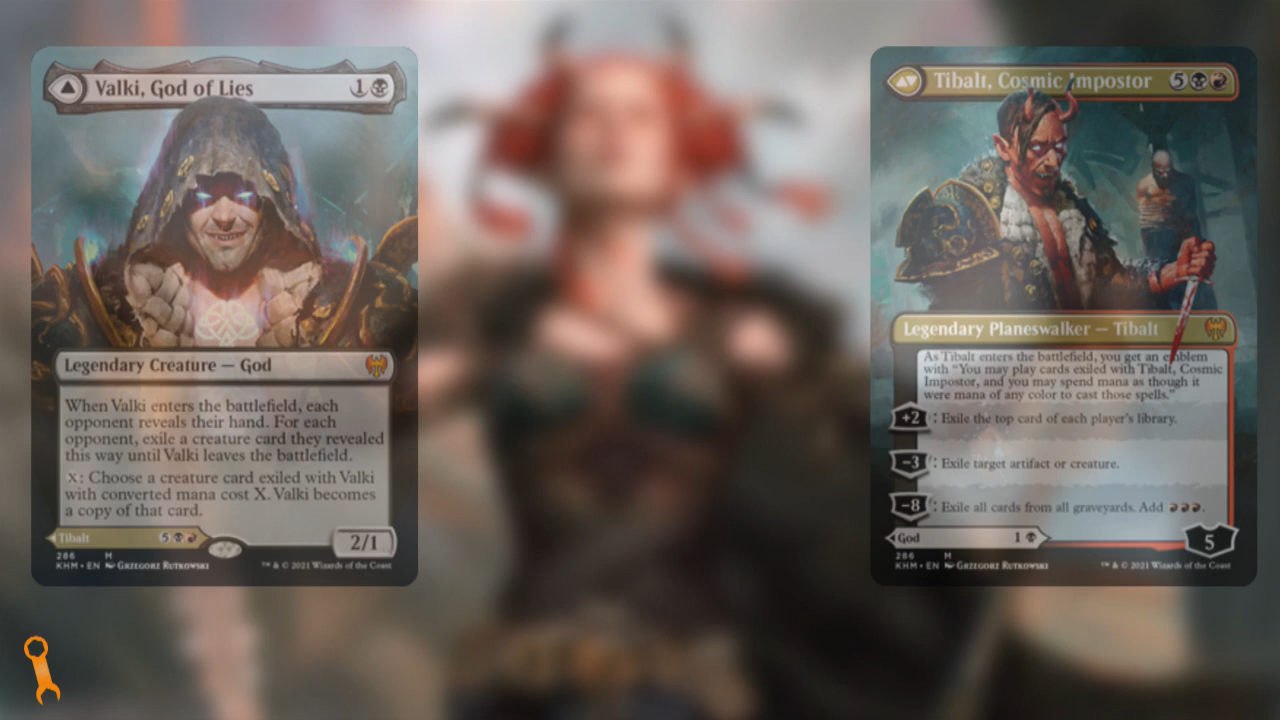 Valki, God of Lies 1
Legendary Creature — God
When Valki enters the battlefield, each
opponent reveals their hand. For each
opponent, exile a creature card they revealed
this way until Valki leaves the battlefield.
X: Choose a creature card exiled with Valki
with converted mana cost X. Valki becomes
a copy of that card.
Tibalt 5
2/1
286 M
KHM • EN GRZEGORZ RUTKOWSKI
™ & © 2021 Wizards of the Coast
Tibalt, Cosmic Impostor 5
Legendary Planeswalker — Tibalt
As Tibalt enters the battlefield, you get an emblem
with "You may play cards exiled with Tibalt, Cosmic
Impostor, and you may spend mana as though it
were mana of any color to cast those spells."
+2 : Exile the top card of each player's library.
−3 : Exile target artifact or creature.
−8 : Exile all cards from all graveyards. Add
God 1
5
286 M
KHM • EN GRZEGORZ RUTKOWSKI
™ & © 2021 Wizards of the Coast